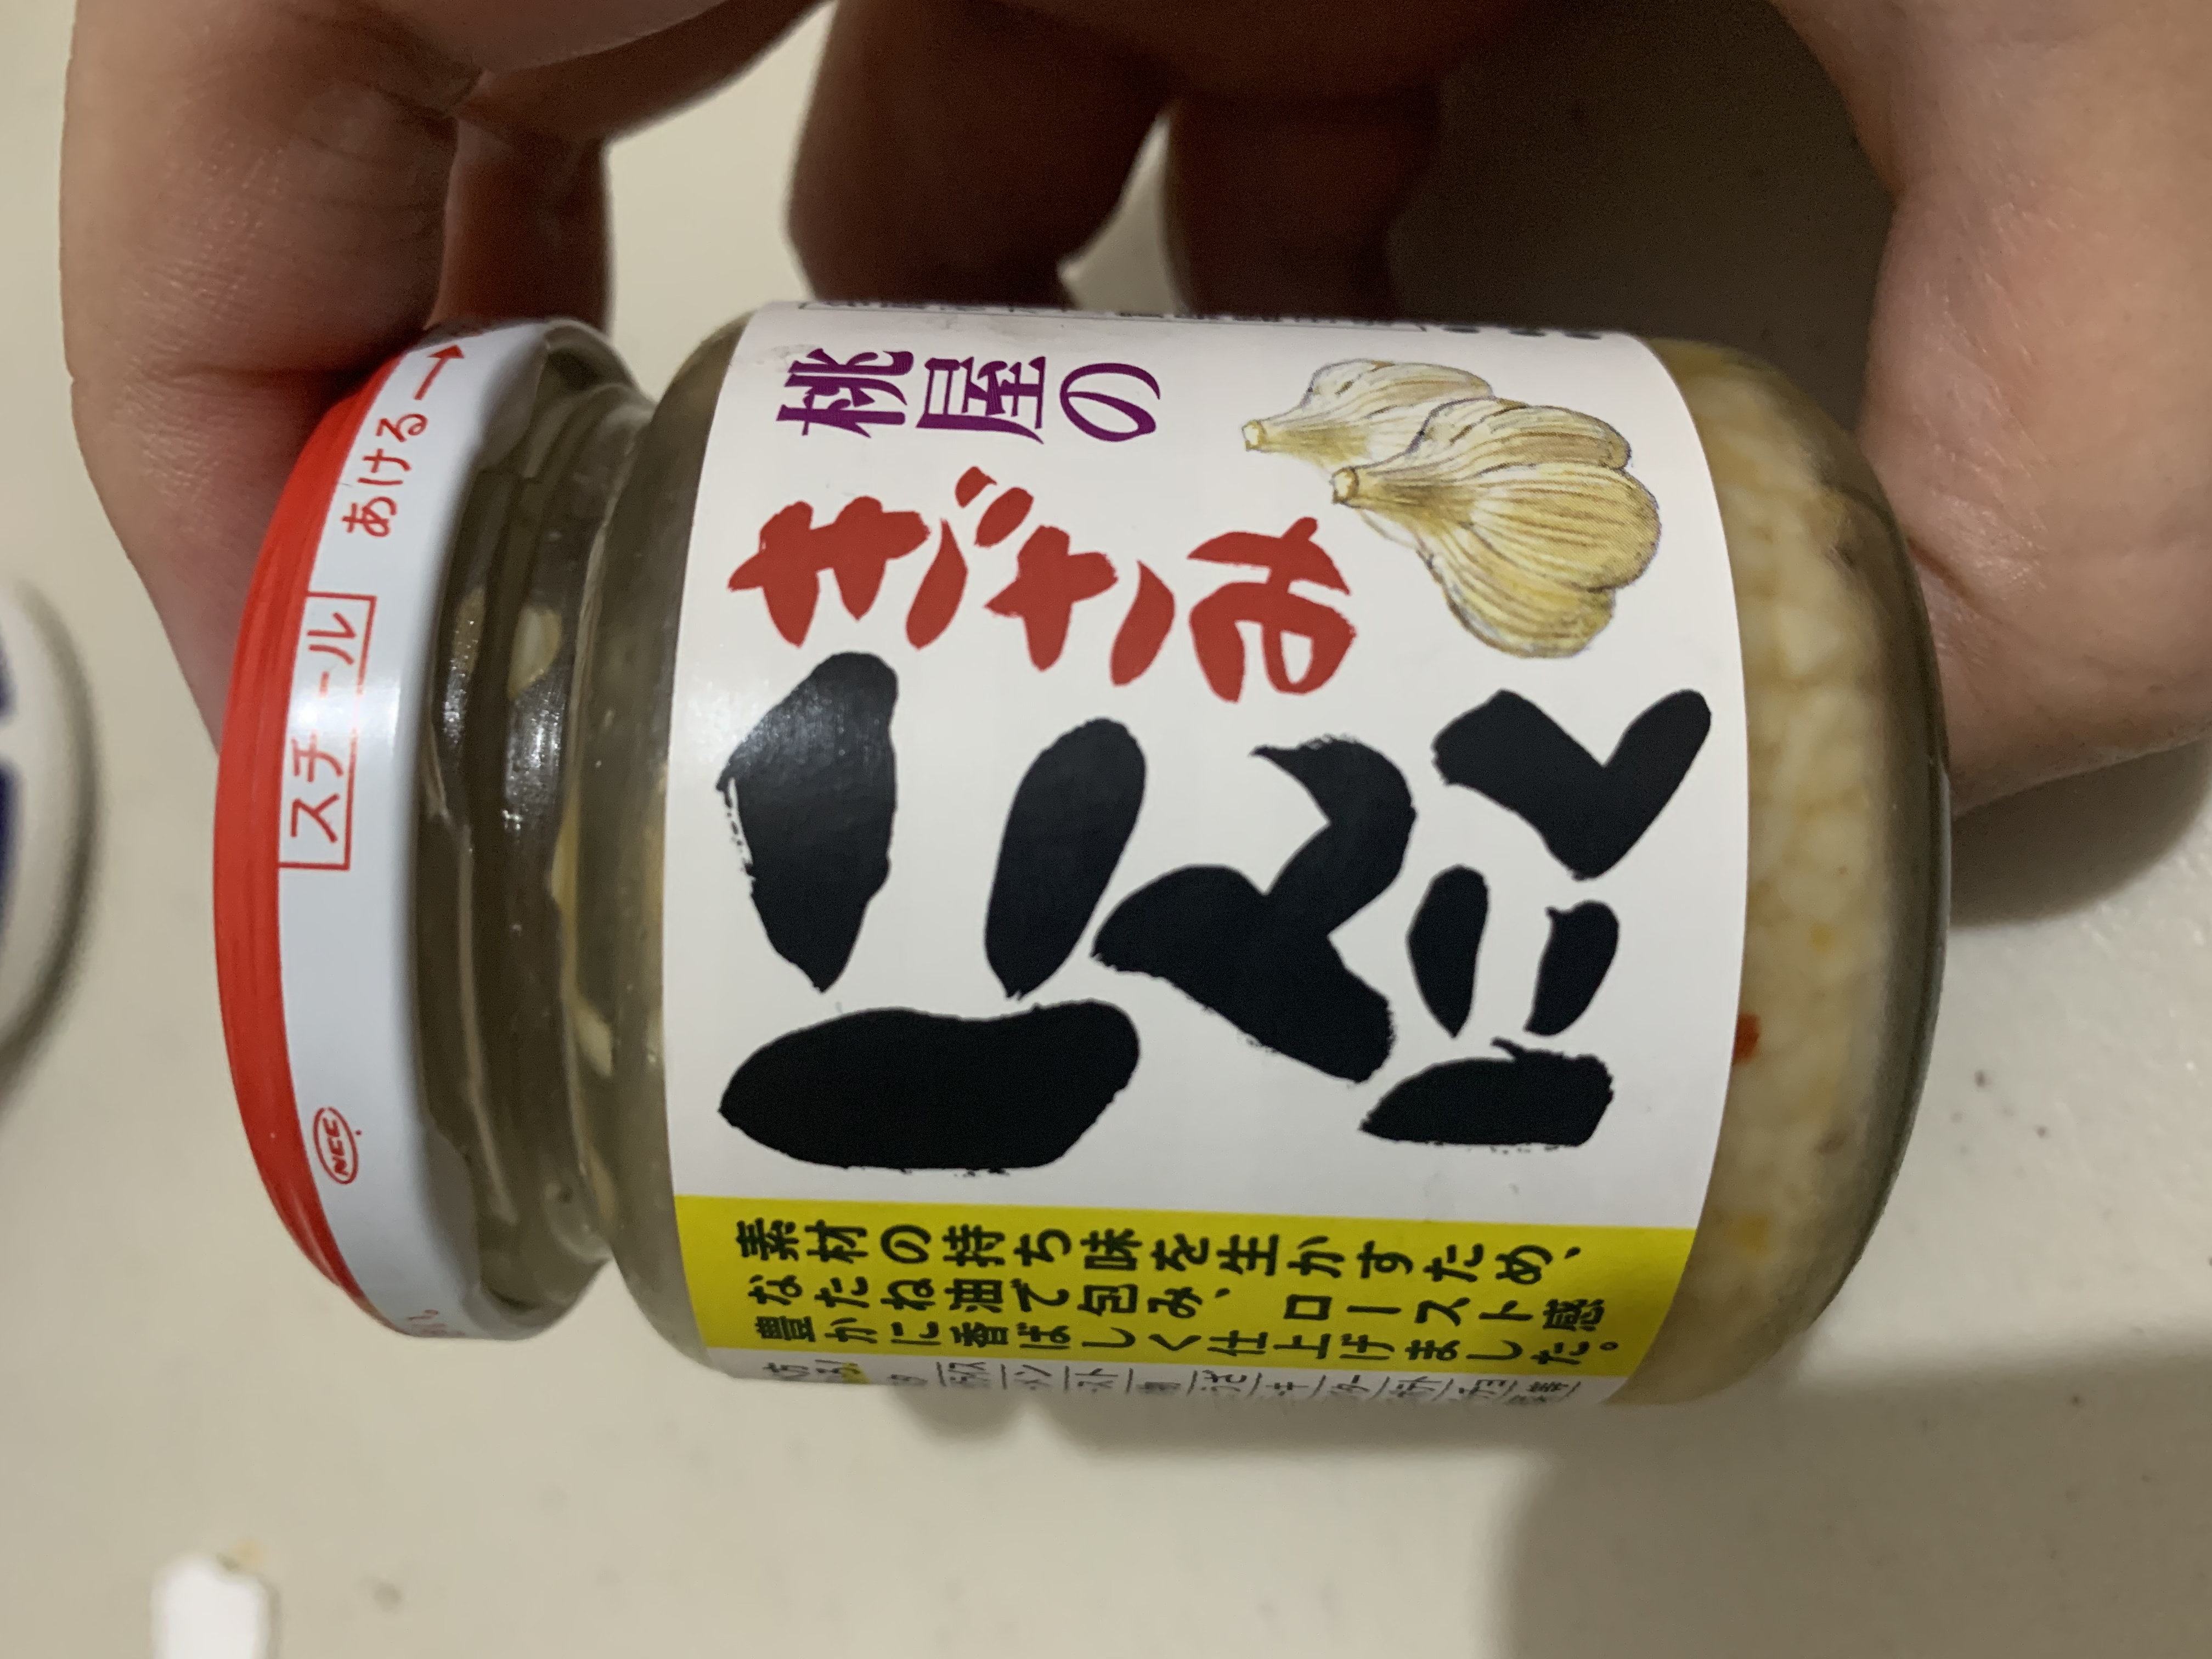 桃屋の
きざみ
にんにく
素材の持ち味を生かすため、
なたね油で包み、ロースト感
豊かに香ばしく仕上げました。
あける→
スチール
NCC